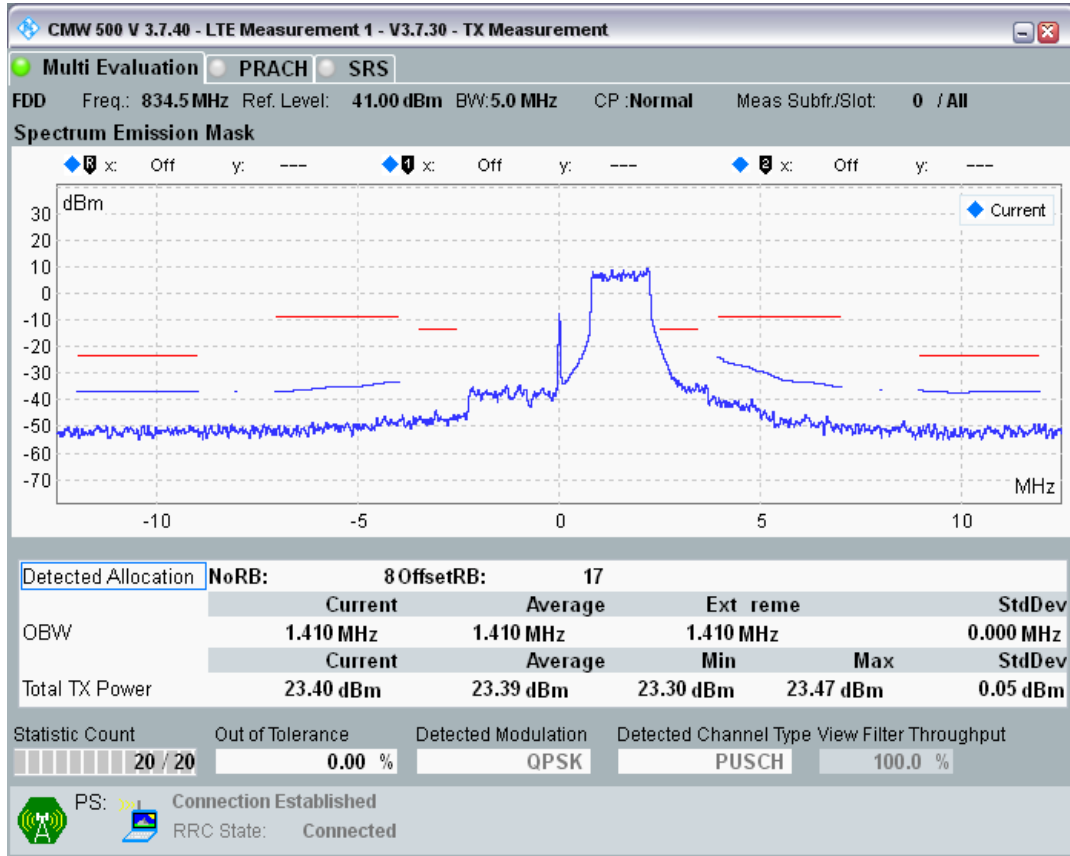 CMW 500 V 3.7.40 - LTE Measurement 1 - V3.7.30 - TX Measurement
Multi Evaluation PRACH SRS
FDD Freq.: 834.5 MHz Ref. Level: 41.00 dBm BW: 5.0 MHz CP : Normal Meas Subfr./Slot: 0 / All
Spectrum Emission Mask
R x: Off y: --- 1 x: Off y: --- 2 x: Off y: ---
dBm
Current
30
20
10
0
-10
-20
-30
-40
-50
-60
-70
MHz
-10 -5 0 5 10
Detected Allocation NoRB: 8 OffsetRB: 17
Current Average Ext reme StdDev
OBW 1.410 MHz 1.410 MHz 1.410 MHz 0.000 MHz
Current Average Min Max StdDev
Total TX Power 23.40 dBm 23.39 dBm 23.30 dBm 23.47 dBm 0.05 dBm
Statistic Count Out of Tolerance Detected Modulation Detected Channel Type View Filter Throughput
20 / 20 0.00 % QPSK PUSCH 100.0 %
PS: Connection Established
RRC State: Connected